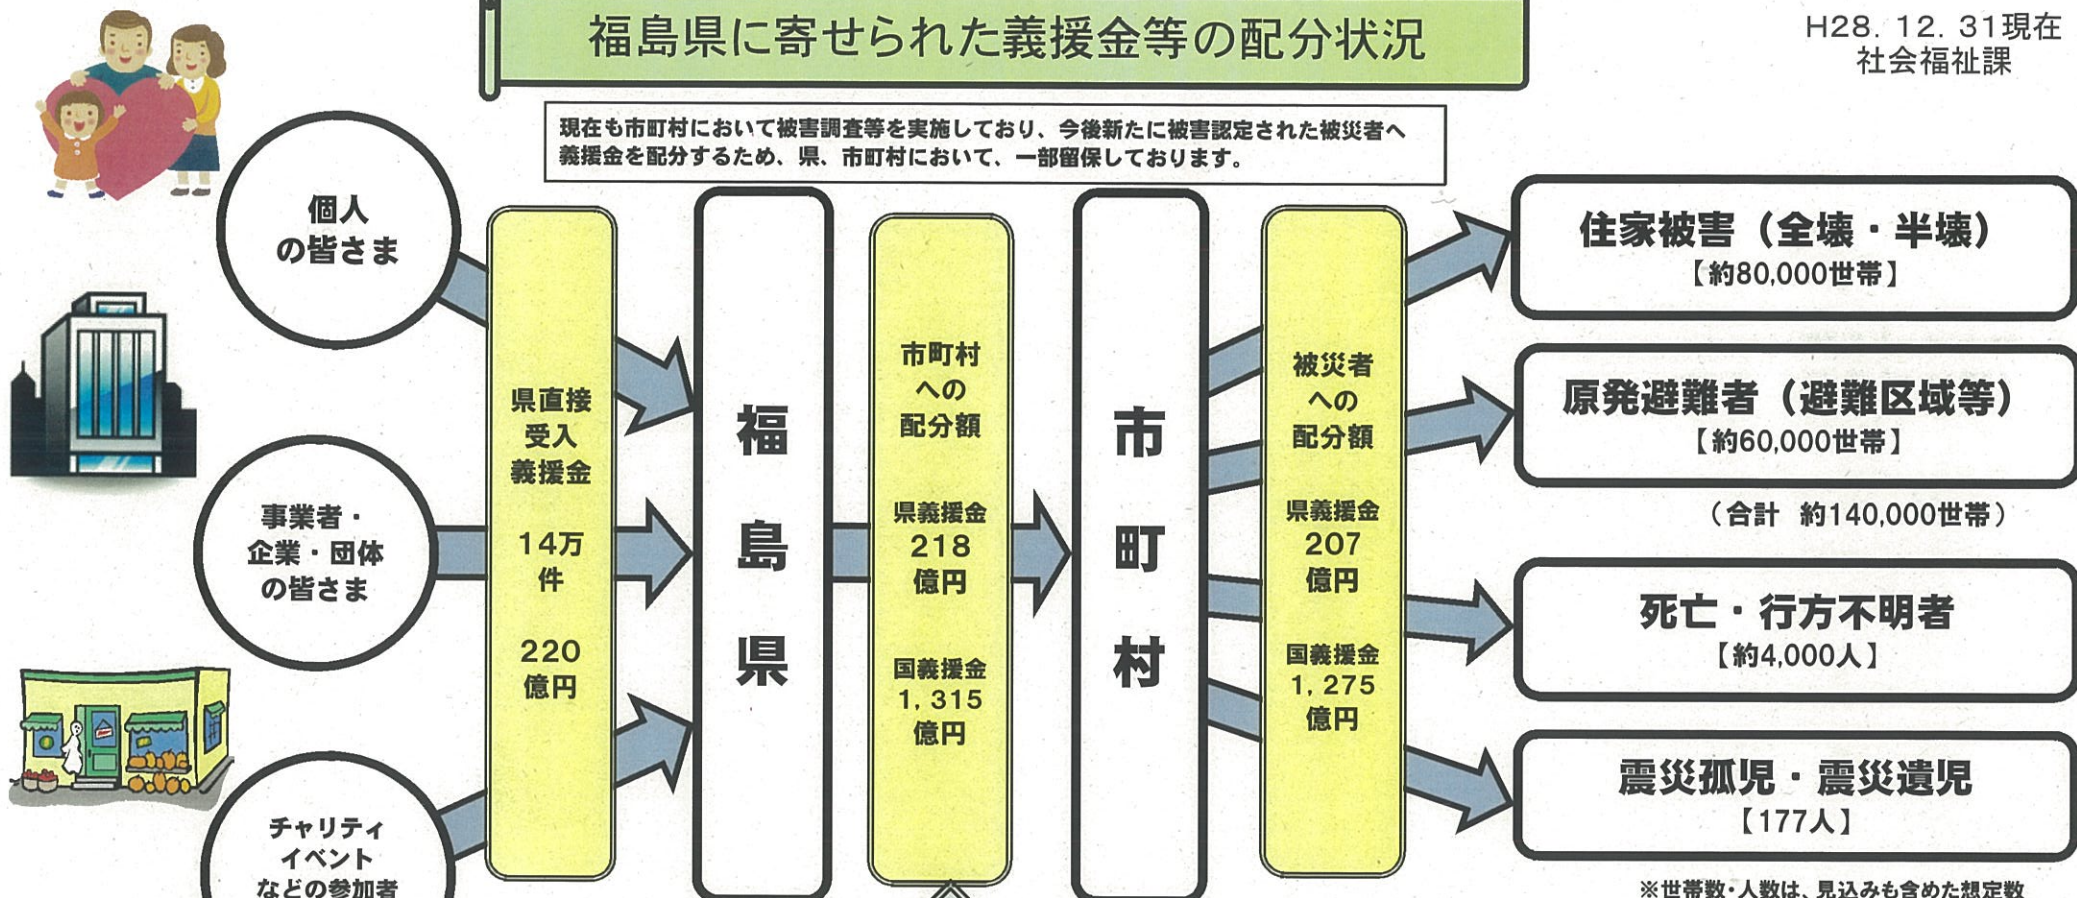 福島県に寄せられた義援金等の配分状況
H28. 12. 31現在
社会福祉課
現在も市町村において被害調査等を実施しており、今後新たに被害認定された被災者へ
義援金を配分するため、県、市町村において、一部留保しております。
個人
の皆さま
事業者・
企業・団体
の皆さま
チャリティ
イベント
などの参加者
県直接
受入
義援金
14万
件
220
億円
福
島
県
市町村
への
配分額
県義援金
218
億円
国義援金
1, 315
億円
市
町
村
被災者
への
配分額
県義援金
207
億円
国義援金
1, 275
億円
住家被害（全壊・半壊）
【約80,000世帯】
原発避難者（避難区域等）
【約60,000世帯】
（合計 約140,000世帯）
死亡・行方不明者
【約4,000人】
震災孤児・震災遺児
【177人】
※世帯数・人数は、見込みも含めた想定数